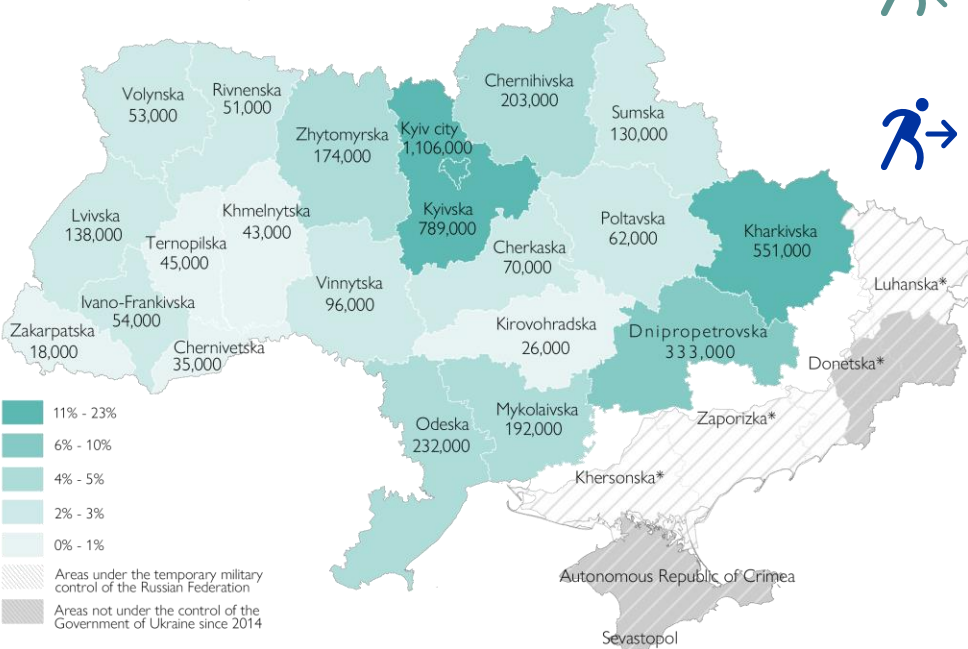 Chernihivska
203,000
Volynska
53,000
Rivnenska
51,000
Sumska
130,000
Zhytomyrska
174,000
Kyiv city
1,106,000
Kyivska
789,000
Lvivska
138,000
Khmelnytska
43,000
Ternopilska
45,000
Poltavska
62,000
Kharkivska
551,000
Cherkaska
70,000
Vinnytska
96,000
Luhanska*
Ivano-Frankivska
54,000
Zakarpatska
18,000
Chernivetska
35,000
Kirovohradska
26,000
Dnipropetrovska
333,000
Donetska*
Odeska
232,000
Mykolaivska
192,000
Zaporizka*
Khersonska*
Autonomous Republic of Crimea
Sevastopol
11% - 23%
6% - 10%
4% - 5%
2% - 3%
0% - 1%
Areas under the temporary military
control of the Russian Federation
Areas not under the control of the
Government of Ukraine since 2014